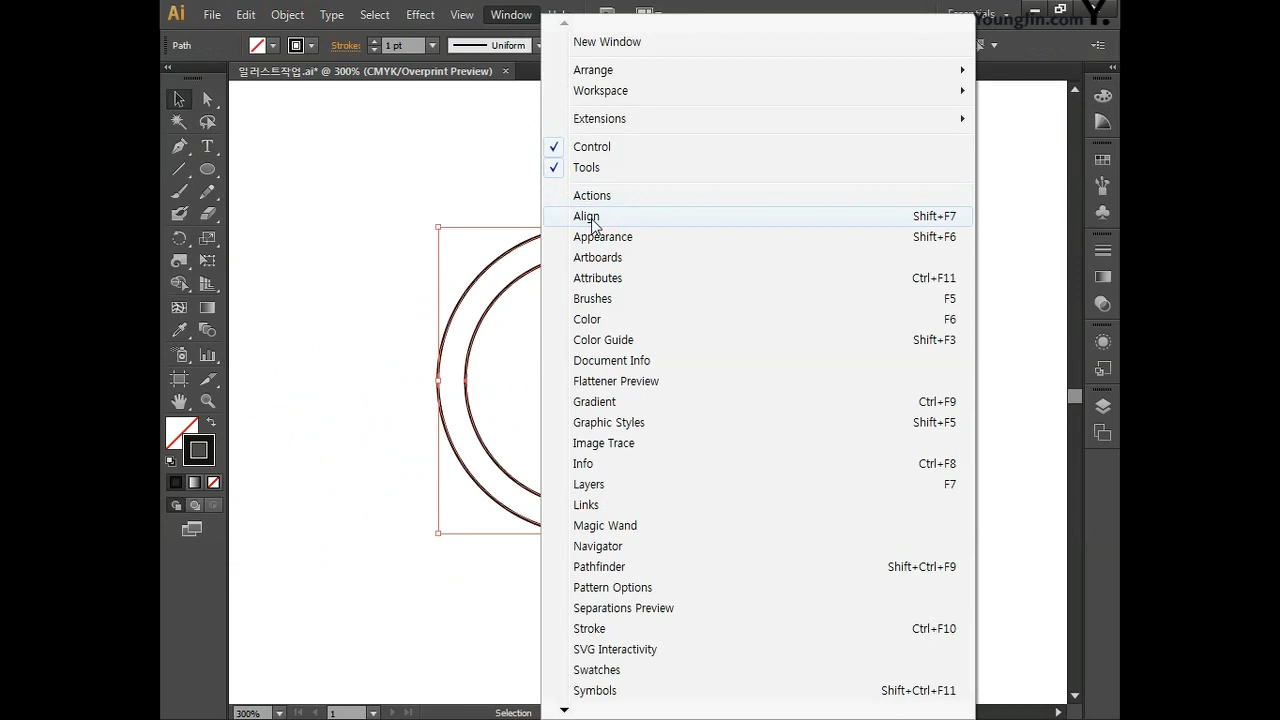 Ai File Edit Object Type Select Effect View Window
YoungJin.com Y.
Path Stroke: 1 pt Uniform
일러스트작업.ai* @ 300% (CMYK/Overprint Preview) ×
New Window
Arrange
Workspace
Extensions
Control
Tools
Actions
Align Shift+F7
Appearance Shift+F6
Artboards
Attributes Ctrl+F11
Brushes F5
Color F6
Color Guide Shift+F3
Document Info
Flattener Preview
Gradient Ctrl+F9
Graphic Styles Shift+F5
Image Trace
Info Ctrl+F8
Layers F7
Links
Magic Wand
Navigator
Pathfinder Shift+Ctrl+F9
Pattern Options
Separations Preview
Stroke Ctrl+F10
SVG Interactivity
Swatches
Symbols Shift+Ctrl+F11
300% 1 Selection